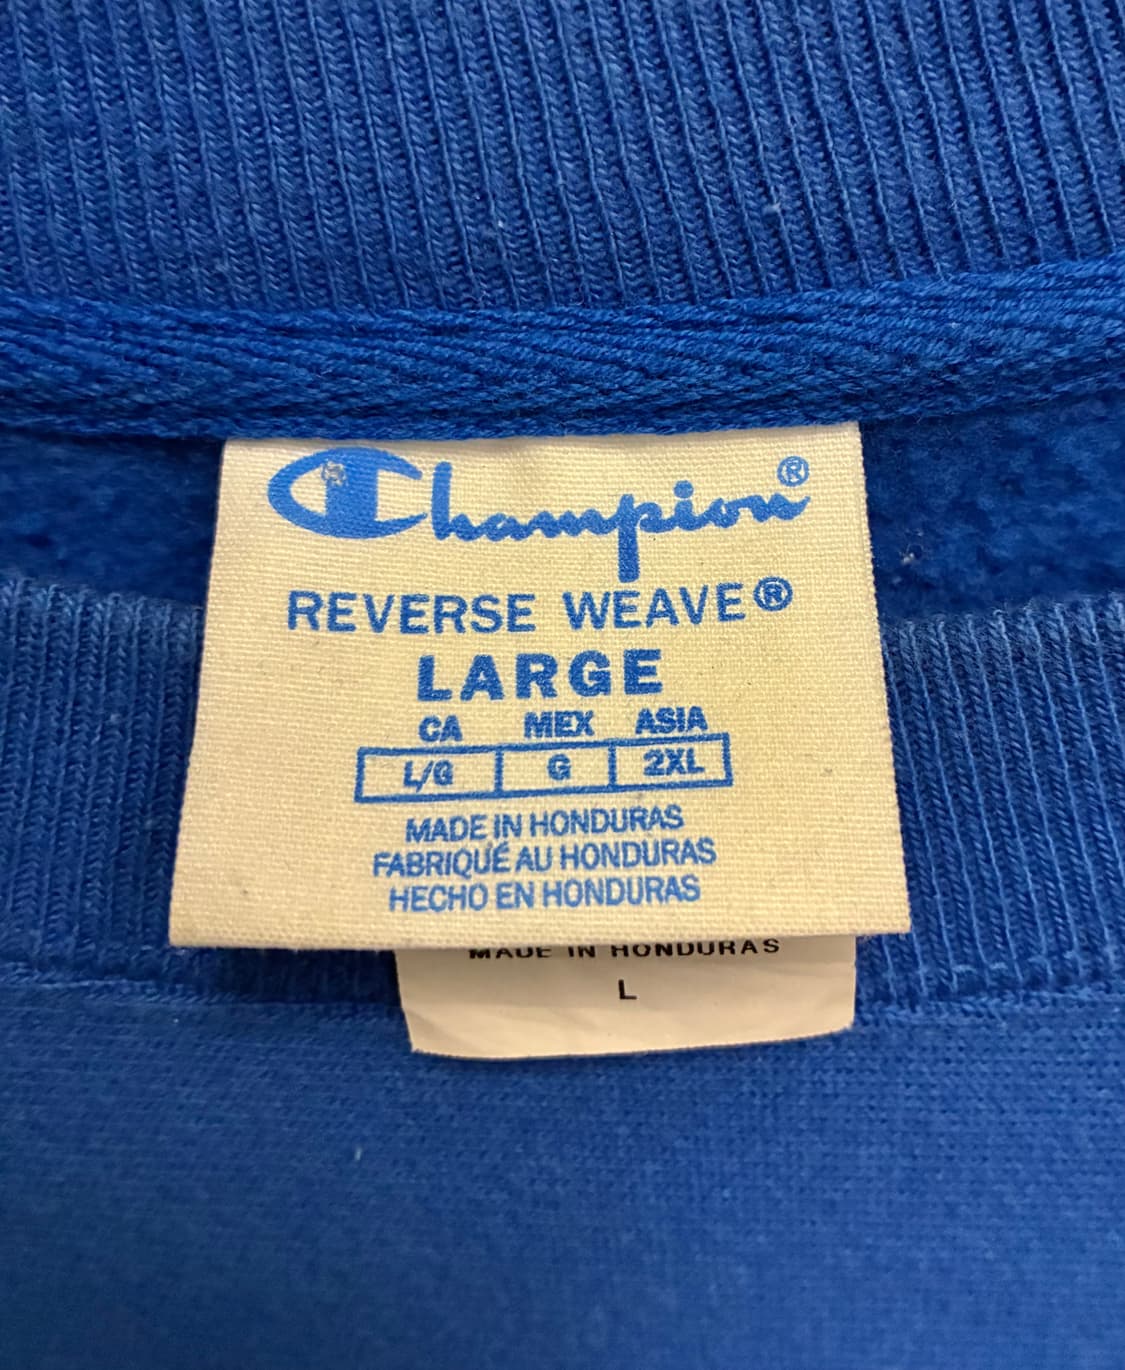 Champion®
REVERSE WEAVE®
LARGE
CA MEX ASIA
L/G G 2XL
MADE IN HONDURAS
FABRIQUÉ AU HONDURAS
HECHO EN HONDURAS
MADE IN HONDURAS
L